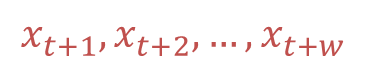 x_{t+1}, x_{t+2}, …, x_{t+w}